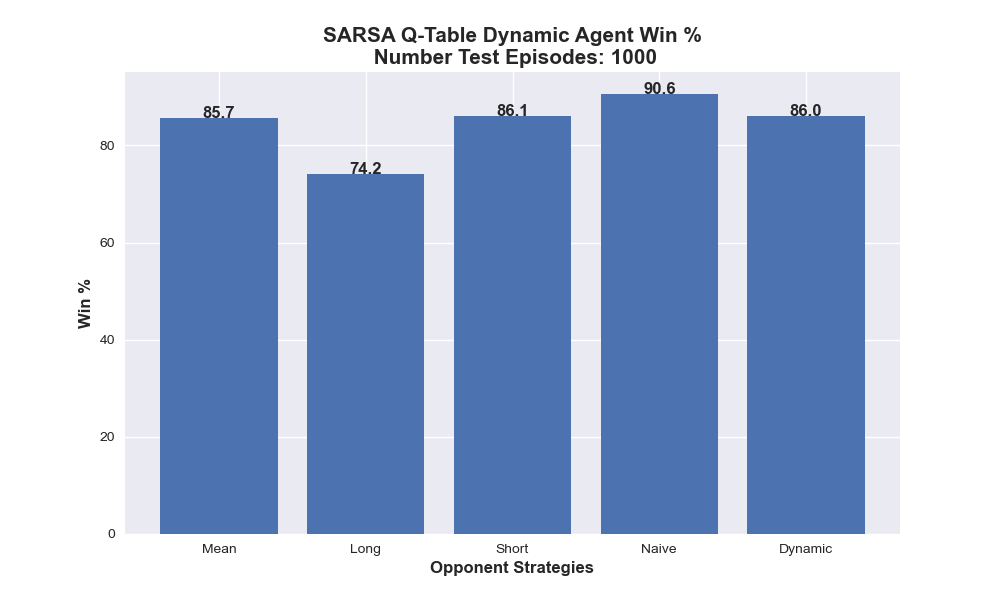 SARSA Q-Table Dynamic Agent Win %
Number Test Episodes: 1000
85.7
74.2
86.1
90.6
86.0
80
60
40
20
0
Win %
Mean
Long
Short
Naive
Dynamic
Opponent Strategies